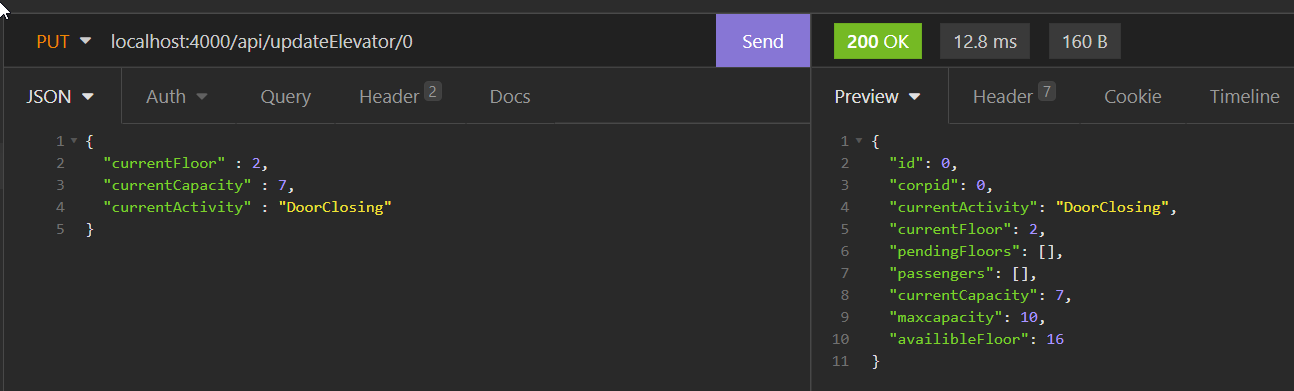 PUT localhost:4000/api/updateElevator/0 Send 200 OK 12.8 ms 160 B
JSON Auth Query Header 2 Docs
1 {
2 "currentFloor" : 2,
3 "currentCapacity" : 7,
4 "currentActivity" : "DoorClosing"
5 }
Preview Header 7 Cookie Timeline
1 {
2 "id": 0,
3 "corpid": 0,
4 "currentActivity": "DoorClosing",
5 "currentFloor": 2,
6 "pendingFloors": [],
7 "passengers": [],
8 "currentCapacity": 7,
9 "maxcapacity": 10,
10 "availibleFloor": 16
11 }